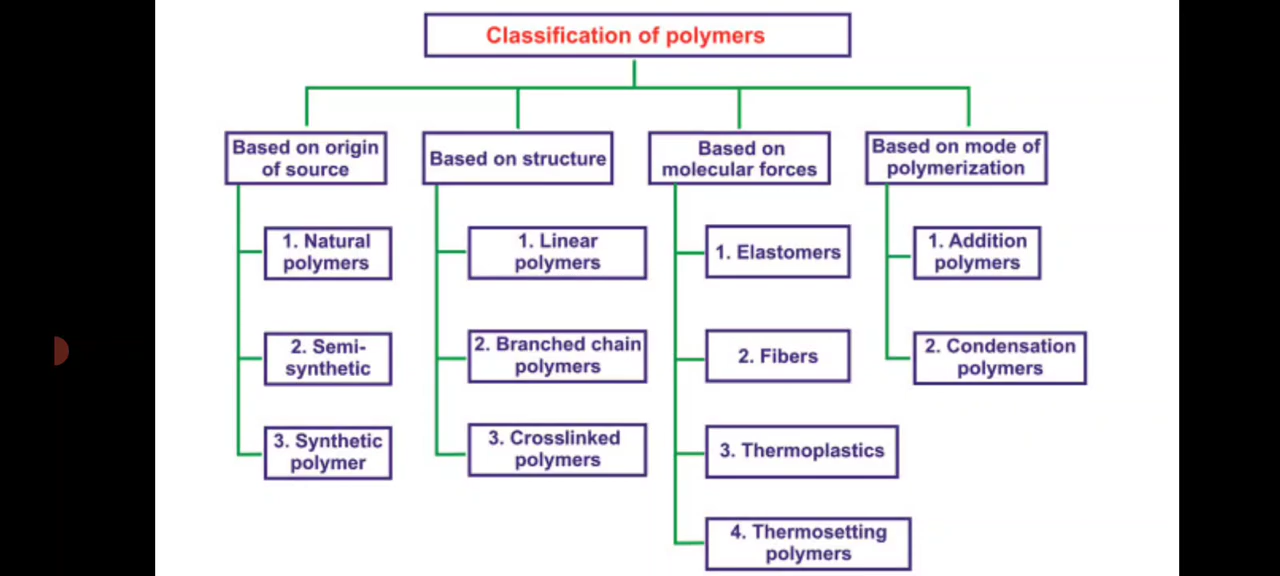 Classification of polymers
Based on origin
of source
1. Natural
polymers
2. Semi-
synthetic
3. Synthetic
polymer
Based on structure
1. Linear
polymers
2. Branched chain
polymers
3. Crosslinked
polymers
Based on
molecular forces
1. Elastomers
2. Fibers
3. Thermoplastics
4. Thermosetting
polymers
Based on mode of
polymerization
1. Addition
polymers
2. Condensation
polymers